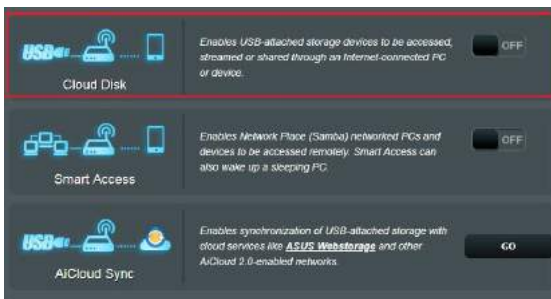 USB
Enables USB-attached storage devices to be accessed,
streamed or shared through an Internet-connected PC
or device.
OFF
Cloud Disk
Enables Network Place (Samba) networked PCs and
devices to be accessed remotely. Smart Access can
also wake up a sleeping PC.
OFF
Smart Access
USB
Enables synchronization of USB-attached storage with
cloud services like ASUS Webstorage and other
AiCloud 2.0-enabled networks.
GO
AiCloud Sync